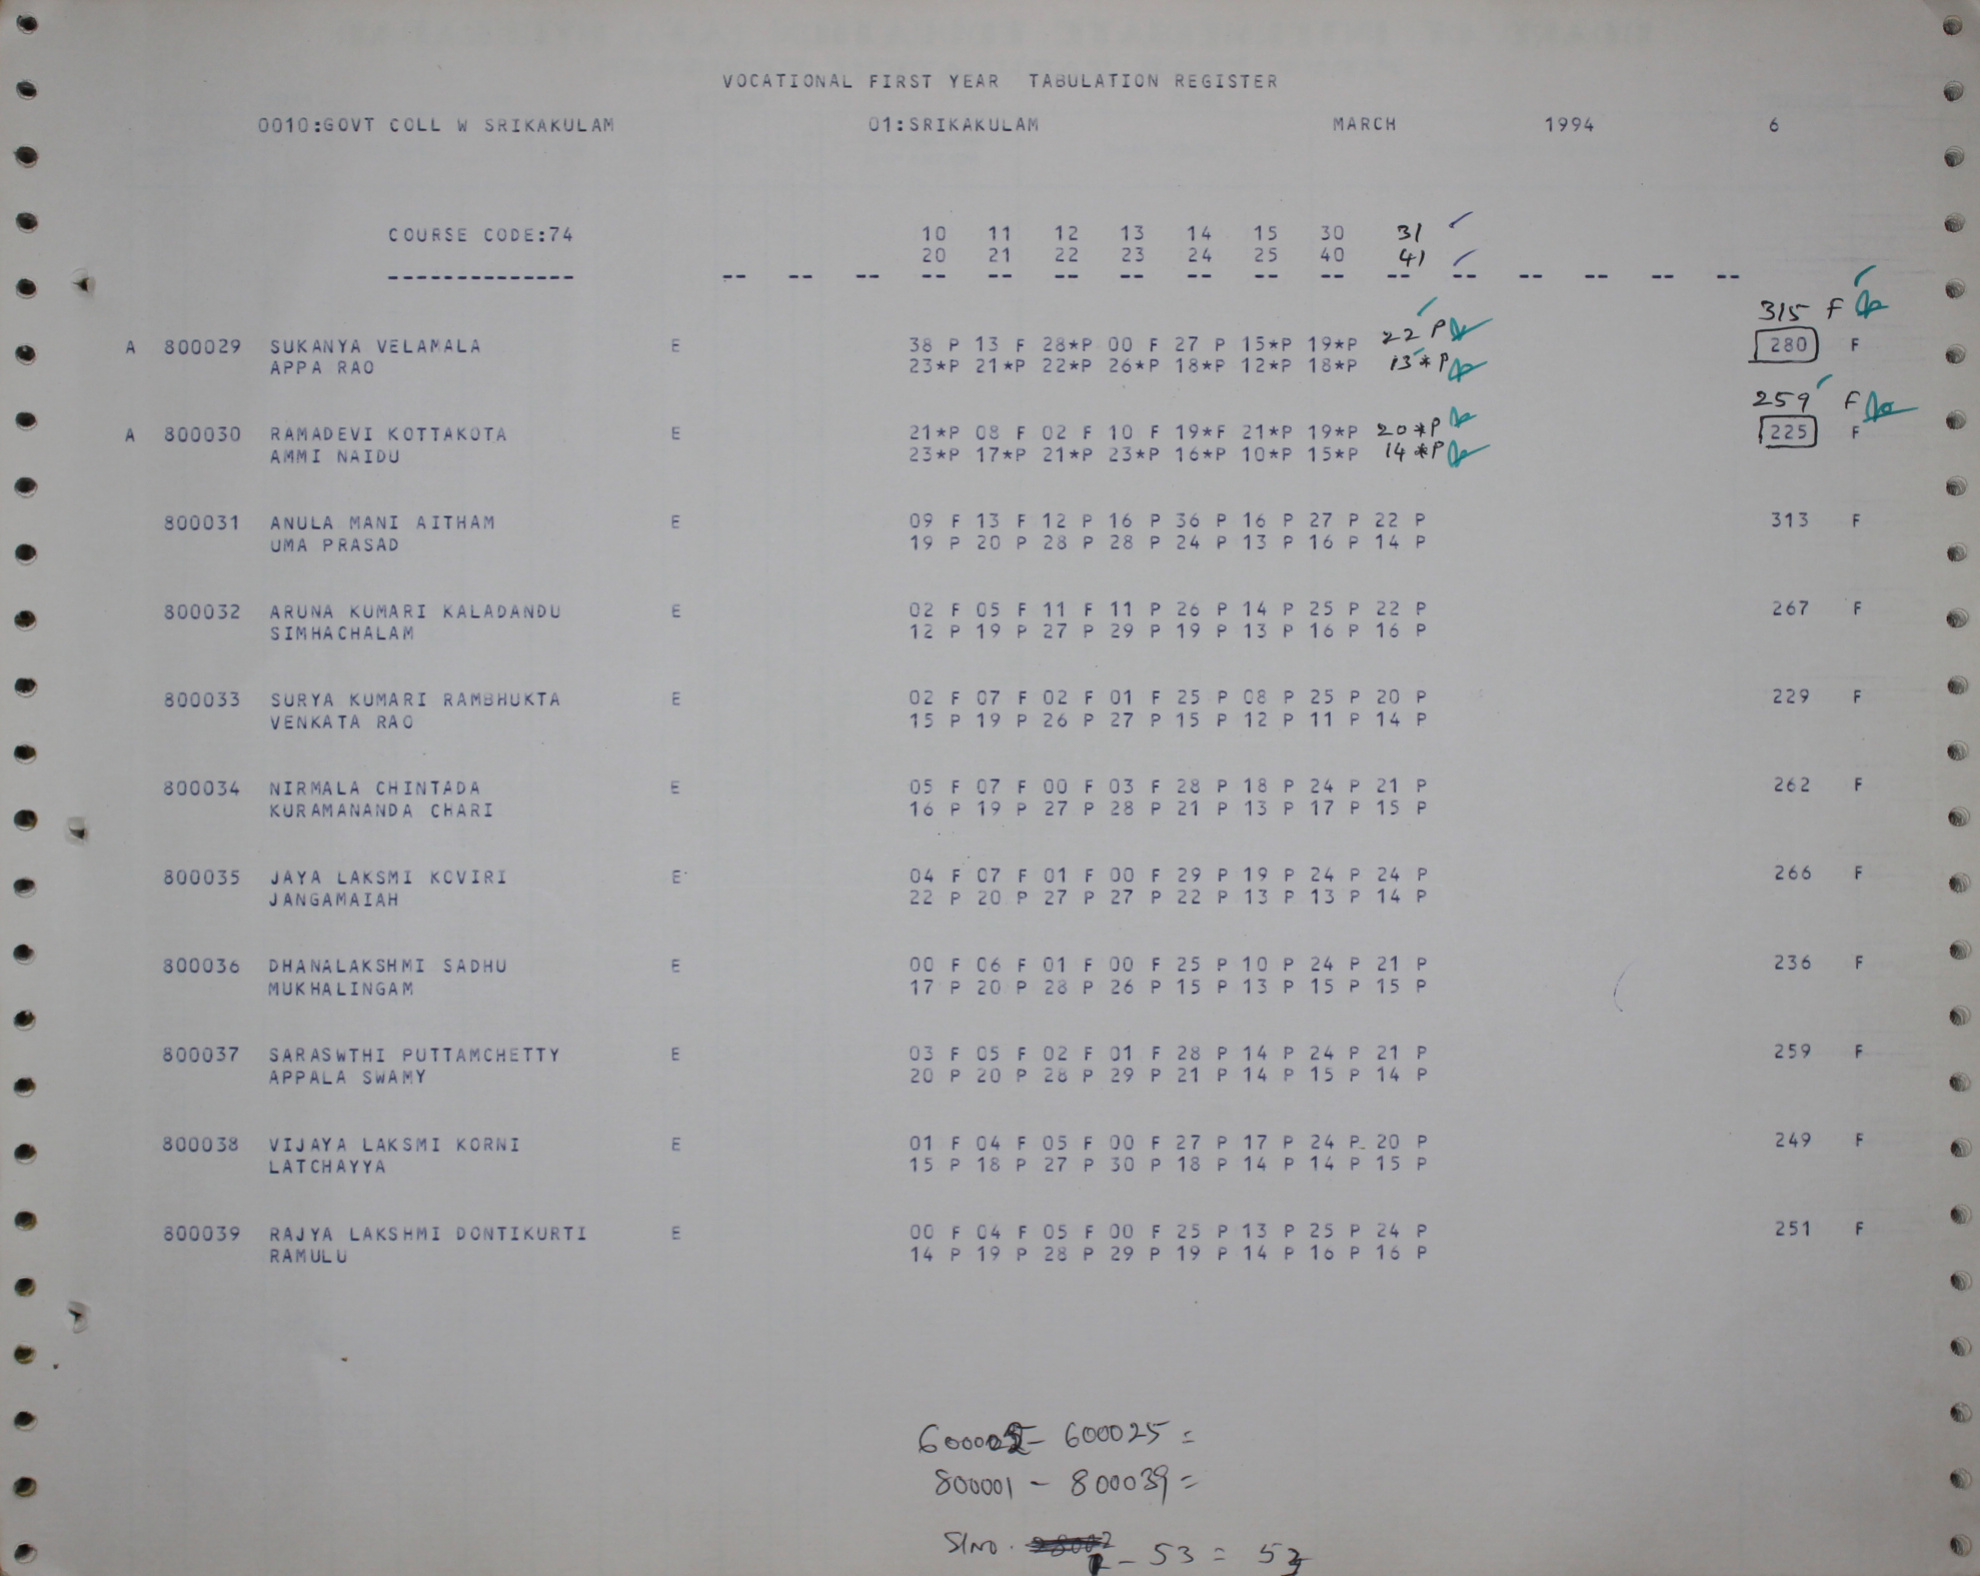 VOCATIONAL FIRST YEAR TABULATION REGISTER
0010:GOVT COLL W SRIKAKULAM 01:SRIKAKULAM MARCH 1994 6
COURSE CODE:74 10 11 12 13 14 15 30 31
20 21 22 23 24 25 40 41
-------------- -- -- -- -- -- -- -- -- -- -- -- -- -- -- -- --
315 F
A 800029 SUKANYA VELAMALA E 38 P 13 F 28*P 00 F 27 P 15*P 19*P 22 P 280 F
APPA RAO 23*P 21*P 22*P 26*P 18*P 12*P 18*P 13*P
259 F
A 800030 RAMADEVI KOTTAKOTA E 21*P 08 F 02 F 10 F 19*F 21*P 19*P 20*P 225 F
AMMI NAIDU 23*P 17*P 21*P 23*P 16*P 10*P 15*P 14*P
800031 ANULA MANI AITHAM E 09 F 13 F 12 P 16 P 36 P 16 P 27 P 22 P 313 F
UMA PRASAD 19 P 20 P 28 P 28 P 24 P 13 P 16 P 14 P
800032 ARUNA KUMARI KALADANDU E 02 F 05 F 11 F 11 P 26 P 14 P 25 P 22 P 267 F
SIMHACHALAM 12 P 19 P 27 P 29 P 19 P 13 P 16 P 16 P
800033 SURYA KUMARI RAMBHUKTA E 02 F 07 F 02 F 01 F 25 P 08 P 25 P 20 P 229 F
VENKATA RAO 15 P 19 P 26 P 27 P 15 P 12 P 11 P 14 P
800034 NIRMALA CHINTADA E 05 F 07 F 00 F 03 F 28 P 18 P 24 P 21 P 262 F
KURAMANANDA CHARI 16 P 19 P 27 P 28 P 21 P 13 P 17 P 15 P
800035 JAYA LAKSMI KOVIRI E 04 F 07 F 01 F 00 F 29 P 19 P 24 P 24 P 266 F
JANGAMAIAH 22 P 20 P 27 P 27 P 22 P 13 P 13 P 14 P
800036 DHANALAKSHMI SADHU E 00 F 06 F 01 F 00 F 25 P 10 P 24 P 21 P 236 F
MUKHALINGAM 17 P 20 P 28 P 26 P 15 P 13 P 15 P 15 P
800037 SARASWTHI PUTTAMCHETTY E 03 F 05 F 02 F 01 F 28 P 14 P 24 P 21 P 259 F
APPALA SWAMY 20 P 20 P 28 P 29 P 21 P 14 P 15 P 14 P
800038 VIJAYA LAKSMI KORNI E 01 F 04 F 05 F 00 F 27 P 17 P 24 P 20 P 249 F
LATCHAYYA 15 P 18 P 27 P 30 P 18 P 14 P 14 P 15 P
800039 RAJYA LAKSHMI DONTIKURTI E 00 F 04 F 05 F 00 F 25 P 13 P 25 P 24 P 251 F
RAMULU 14 P 19 P 28 P 29 P 19 P 14 P 16 P 16 P
- 600025 =
800001 - 800039 =
Slno. - 53 =